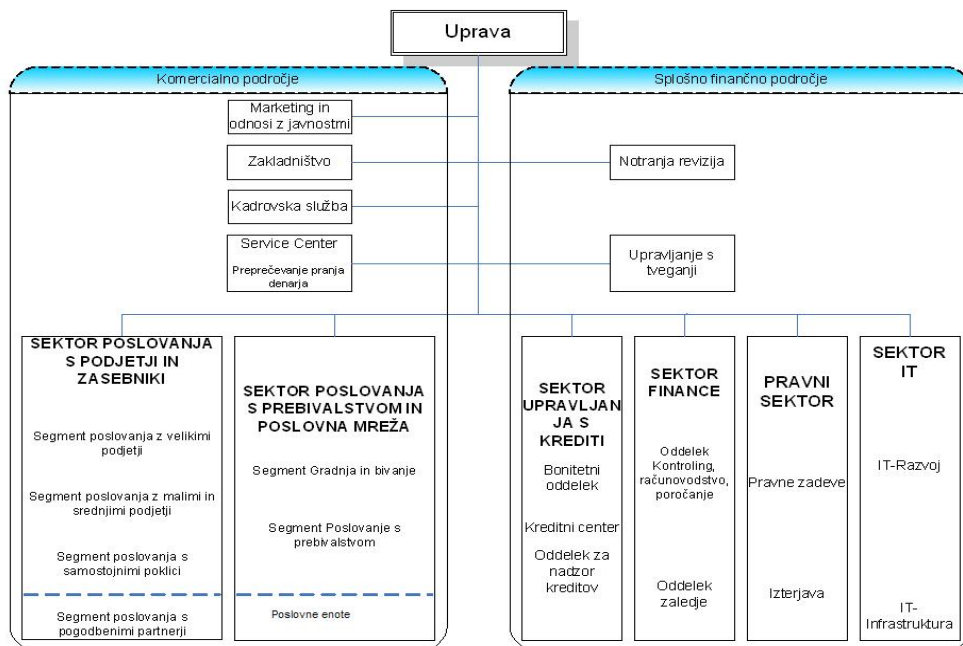 Uprava
Komercialno področje
Splošno finančno področje
Marketing in
odnosi z javnostmi
Zakladništvo
Notranja revizija
Kadrovska služba
Service Center
Preprečevanje pranja
denarja
Upravljanje s
tveganji
SEKTOR POSLOVANJA
S PODJETJI IN
ZASEBNIKI
Segment poslovanja z velikimi
podjetji
Segment poslovanja z malimi in
srednjimi podjetji
Segment poslovanja s
samostojnimi poklici
Segment poslovanja s
pogodbenimi partnerji
SEKTOR POSLOVANJA
S PREBIVALSTVOM IN
POSLOVNA MREŽA
Segment Gradnja in bivanje
Segment Poslovanje s
prebivalstvom
Poslovne enote
SEKTOR
UPRAVLJAN
JA S
KREDITI
Bonitetni
oddelek
Kreditni center
Oddelek za
nadzor
kreditov
SEKTOR
FINANCE
Oddelek
Kontroling,
računovodstvo,
poročanje
Oddelek
zaledje
PRAVNI
SEKTOR
Pravne zadeve
Izterjava
SEKTOR
IT
IT-Razvoj
IT-
Infrastruktura